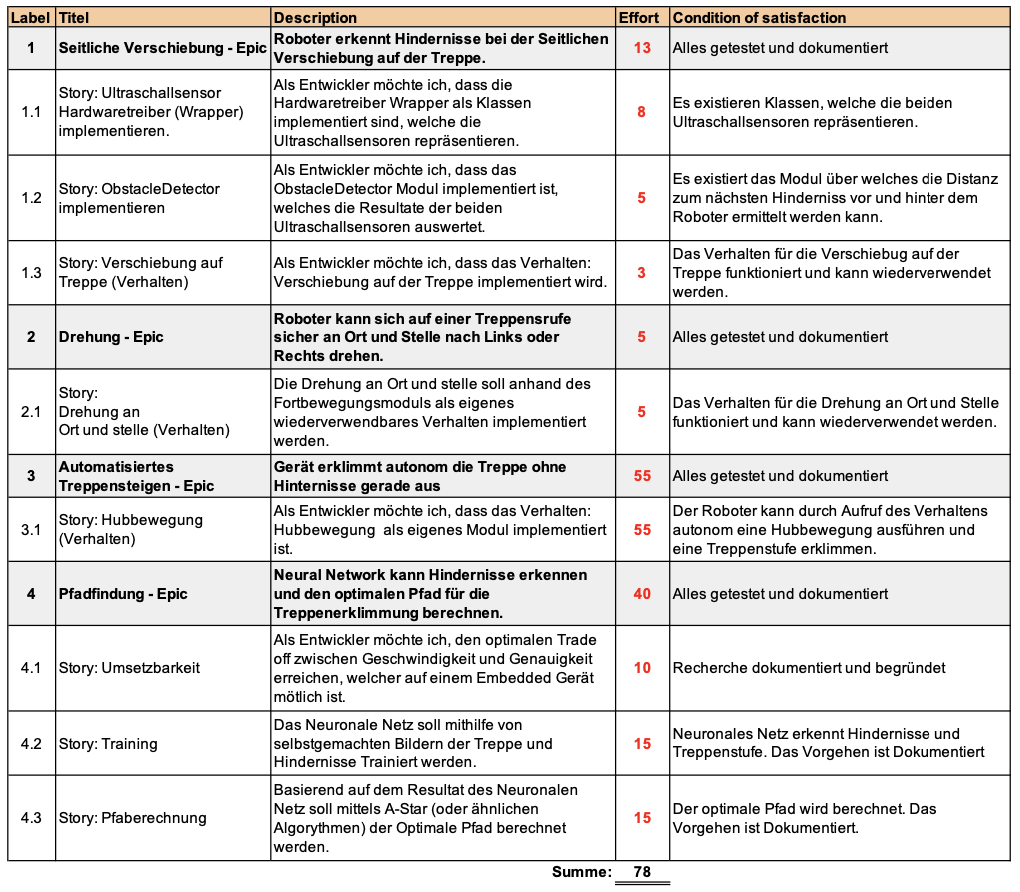 Label Titel Description Effort Condition of satisfaction
1 Seitliche Verschiebung - Epic Roboter erkennt Hindernisse bei der Seitlichen
Verschiebung auf der Treppe. 13 Alles getestet und dokumentiert
1.1 Story: Ultraschallsensor
Hardwaretreiber (Wrapper)
implementieren.
Als Entwickler möchte ich, dass die
Hardwaretreiber Wrapper als Klassen
implementiert sind, welche die
Ultraschallsensoren repräsentieren.
8
Es existieren Klassen, welche die beiden
Ultraschallsensoren repräsentieren.
1.2 Story: ObstacleDetector
implementieren
Als Entwickler möchte ich, dass das
ObstacleDetector Modul implementiert ist,
welches die Resultate der beiden
Ultraschallsensoren auswertet.
5
Es existiert das Modul über welches die Distanz
zum nächsten Hinderniss vor und hinter dem
Roboter ermittelt werden kann.
1.3 Story: Verschiebung auf
Treppe (Verhalten)
Als Entwickler möchte ich, dass das Verhalten:
Verschiebung auf der Treppe implementiert wird.
3
Das Verhalten für die Verschiebug auf der
Treppe funktioniert und kann wiederverwendet
werden.
2 Drehung - Epic
Roboter kann sich auf einer Treppensrufe
sicher an Ort und Stelle nach Links oder
Rechts drehen.
5 Alles getestet und dokumentiert
2.1 Story:
Drehung an
Ort und stelle (Verhalten)
Die Drehung an Ort und stelle soll anhand des
Fortbewegungsmoduls als eigenes
wiederverwendbares Verhalten implementiert
werden.
5
Das Verhalten für die Drehung an Ort und Stelle
funktioniert und kann wiederverwendet werden.
3 Automatisiertes
Treppensteigen - Epic
Gerät erklimmt autonom die Treppe ohne
Hinternisse gerade aus
55 Alles getestet und dokumentiert
3.1 Story: Hubbewegung
(Verhalten)
Als Entwickler möchte ich, dass das Verhalten:
Hubbewegung als eigenes Modul implementiert
ist.
55
Der Roboter kann durch Aufruf des Verhaltens
autonom eine Hubbewegung ausführen und
eine Treppenstufe erklimmen.
4 Pfadfindung - Epic
Neural Network kann Hindernisse erkennen
und den optimalen Pfad für die
Treppenerklimmung berechnen.
40 Alles getestet und dokumentiert
4.1 Story: Umsetzbarkeit
Als Entwickler möchte ich, den optimalen Trade
off zwischen Geschwindigkeit und Genauigkeit
erreichen, welcher auf einem Embedded Gerät
mötlich ist.
10 Recherche dokumentiert und begründet
4.2 Story: Training
Das Neuronale Netz soll mithilfe von
selbstgemachten Bildern der Treppe und
Hindernisse Trainiert werden.
15
Neuronales Netz erkennt Hindernisse und
Treppenstufe. Das Vorgehen ist Dokumentiert
4.3 Story: Pfaberechnung
Basierend auf dem Resultat des Neuronalen
Netz soll mittels A-Star (oder ähnlichen
Algorythmen) der Optimale Pfad berechnet
werden.
15
Der optimale Pfad wird berechnet. Das
Vorgehen ist Dokumentiert.
Summe: 78